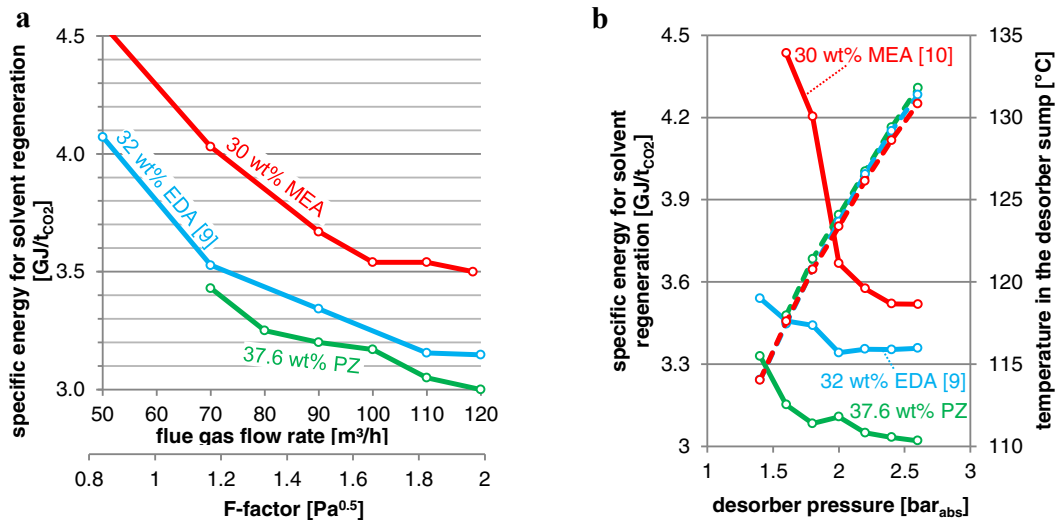 a
specific energy for solvent regeneration
[GJ/tCO2]
4.5
4.0
3.5
3.0
30 wt% MEA
32 wt% EDA [9]
37.6 wt% PZ
50 60 70 80 90 100 110 120
flue gas flow rate [m³/h]
0.8 1 1.2 1.4 1.6 1.8 2
F-factor [Pa0.5]
b
specific energy for solvent
regeneration [GJ/tCO2]
4.5
4.2
3.9
3.6
3.3
3
30 wt% MEA [10]
32 wt% EDA [9]
37.6 wt% PZ
135
130
125
120
115
110
temperature in the desorber sump [°C]
1 1.5 2 2.5 3
desorber pressure [barabs]